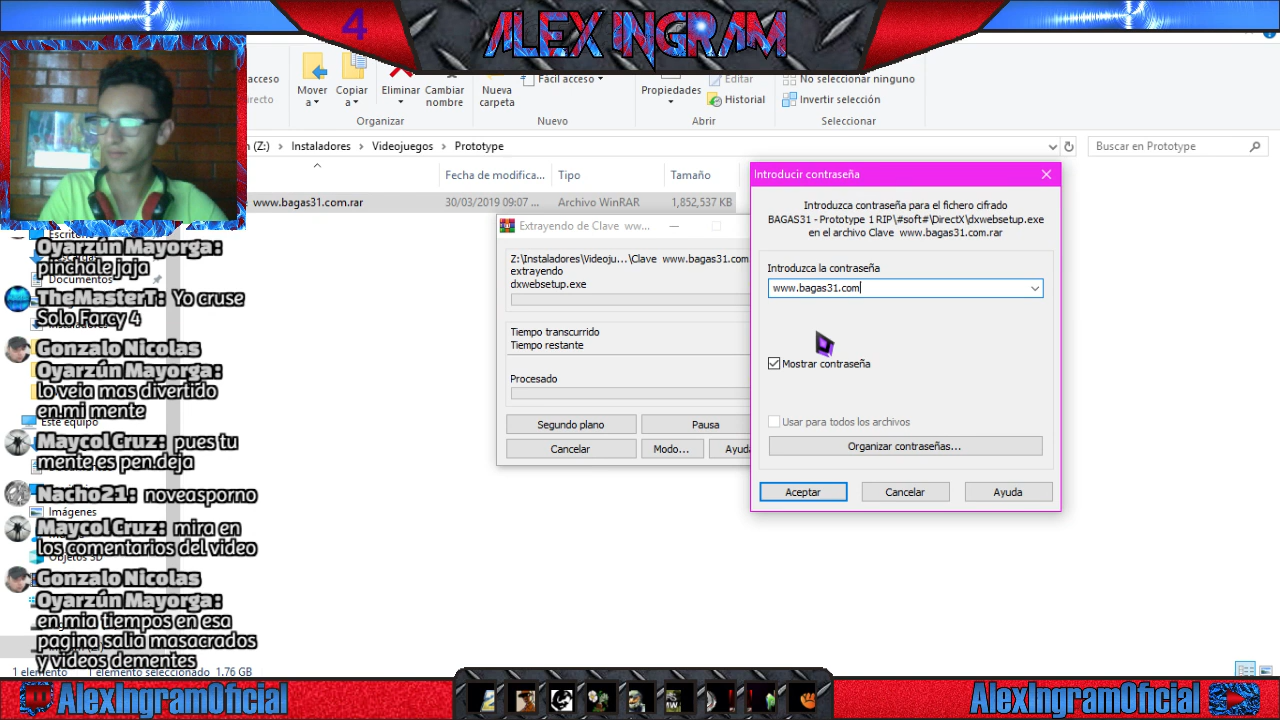 4
ALEX INGRAM
acceso
directo
Mover
a
Copiar
a
Eliminar
Cambiar
nombre
Organizar
Nueva
carpeta
Fácil acceso
Nuevo
Propiedades
Editar
Historial
Abrir
No seleccionar ninguno
Invertir selección
Seleccionar
(Z:) > Instaladores > Videojuegos > Prototype
Buscar en Prototype
Fecha de modifica...
Tipo
Tamaño
www.bagas31.com.rar
30/03/2019 09:07 ...
Archivo WinRAR
1,852,537 KB
Extrayendo de Clave ww...
Z:\Instaladores\Videoju...\Clave www.bagas31.com
extrayendo
dxwebsetup.exe
Tiempo transcurrido
Tiempo restante
Procesado
Segundo plano
Pausa
Cancelar
Modo...
Ayuda
Introducir contraseña
Introduzca contraseña para el fichero cifrado
BAGAS31 - Prototype 1 RIP\#soft#\DirectX\dxwebsetup.exe
en el archivo Clave www.bagas31.com.rar
Introduzca la contraseña
www.bagas31.com
Mostrar contraseña
Usar para todos los archivos
Organizar contraseñas...
Aceptar
Cancelar
Ayuda
Escritorio
Oyarzún Mayorga:
pinchale jaja
Documentos
TheMasterT: Yo cruse
Solo Farcy 4
Gonzalo Nicolas
Oyarzún Mayorga:
lo veia mas divertido
en mi mente
Este equipo
Maycol Cruz: pues tu
mente es pen.deja
Nacho21: noveasporno
Imágenes
Maycol Cruz: mira en
los comentarios del video
Objetos 3D
Gonzalo Nicolas
Oyarzún Mayorga:
en mia tiempos en esa
pagina salia masacrados
y videos dementes
1 elemento
1 elemento seleccionado 1.76 GB
AlexIngramOficial
AlexIngramOficial